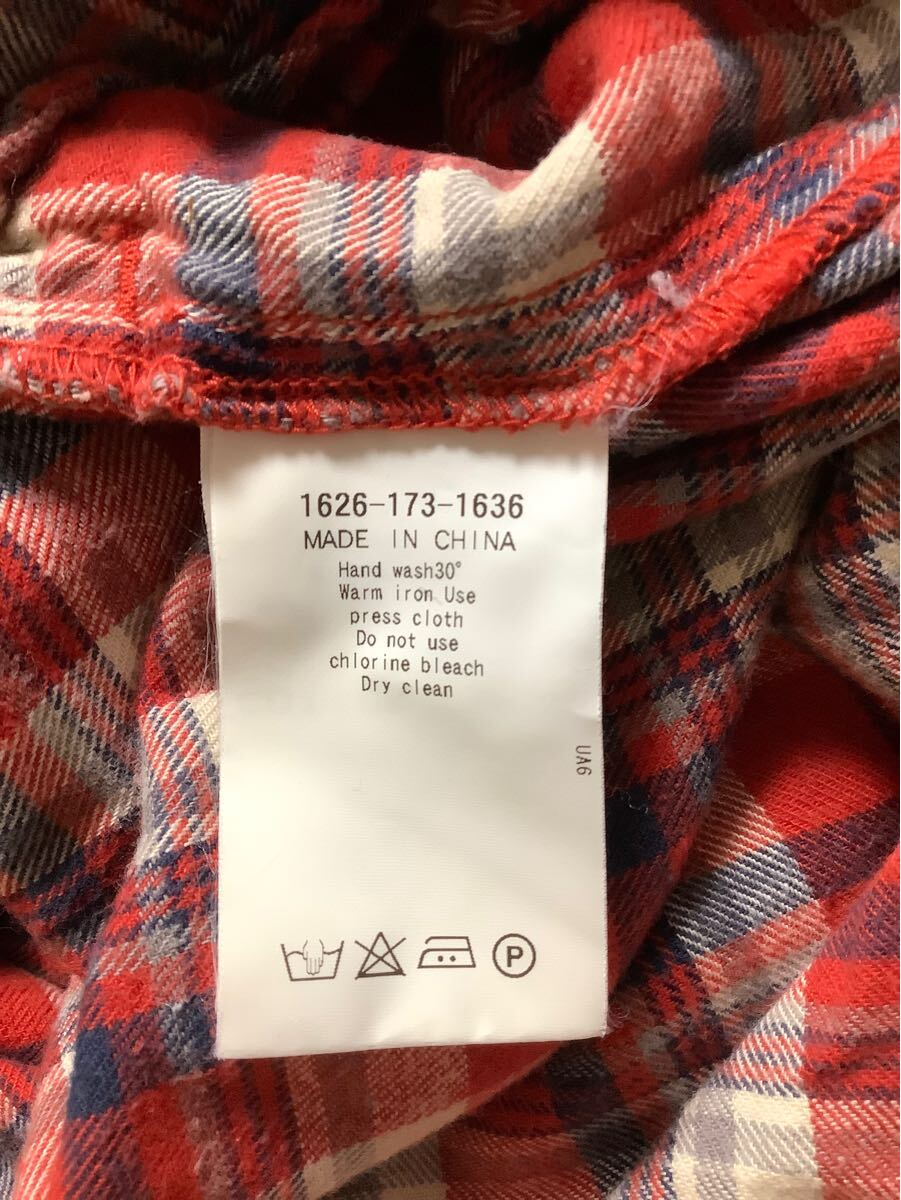 1626-173-1636
MADE IN CHINA
Hand wash30°
Warm iron Use
press cloth
Do not use
chlorine bleach
Dry clean
UA6
P